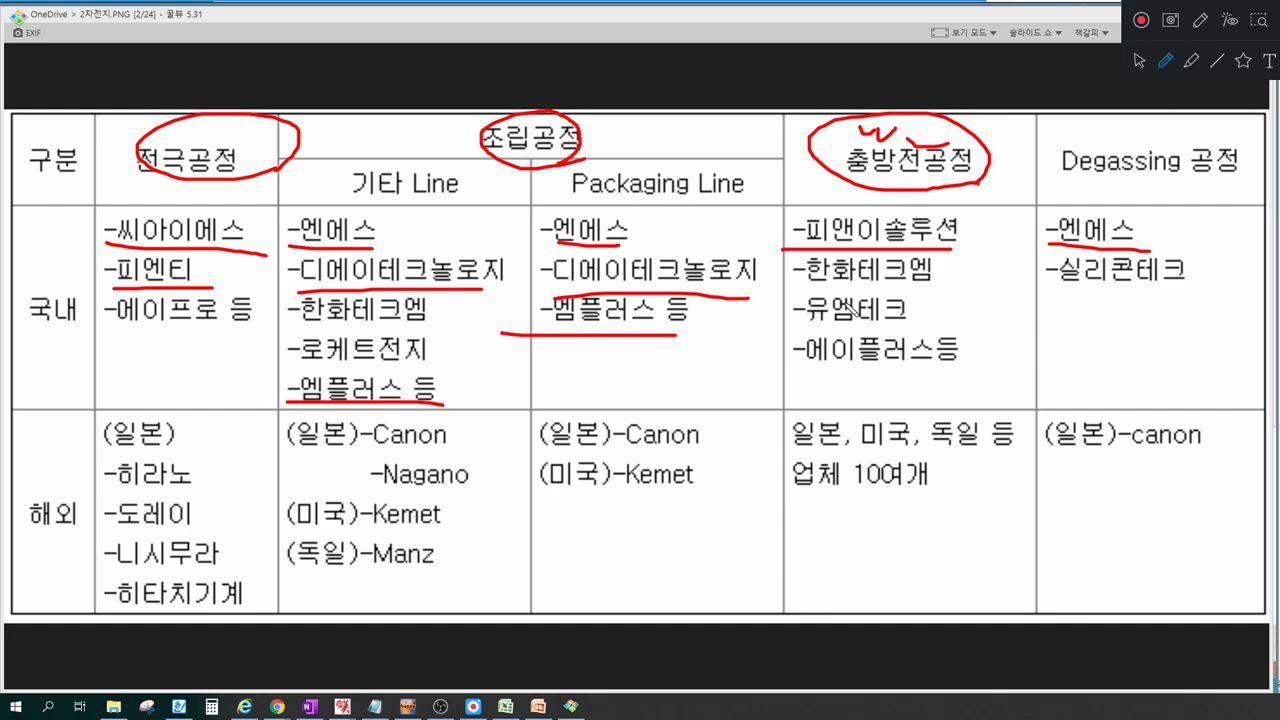 OneDrive > 2차전지.PNG [2/24] - 꿀뷰 5.31
EXIF
보기 모드 ▼ 슬라이드 쇼 ▼ 책갈피 ▼
구분
전극공정
조립공정
기타 Line
Packaging Line
충방전공정
Degassing 공정
국내
-씨아이에스
-피엔티
-에이프로 등
-엔에스
-디에이테크놀로지
-한화테크엠
-로케트전지
-엠플러스 등
-엔에스
-디에이테크놀로지
-엠플러스 등
-피앤이솔루션
-한화테크엠
-유엠테크
-에이플러스등
-엔에스
-실리콘테크
해외
(일본)
-히라노
-도레이
-니시무라
-히타치기계
(일본)-Canon
-Nagano
(미국)-Kemet
(독일)-Manz
(일본)-Canon
(미국)-Kemet
일본, 미국, 독일 등
업체 100여개
(일본)-canon